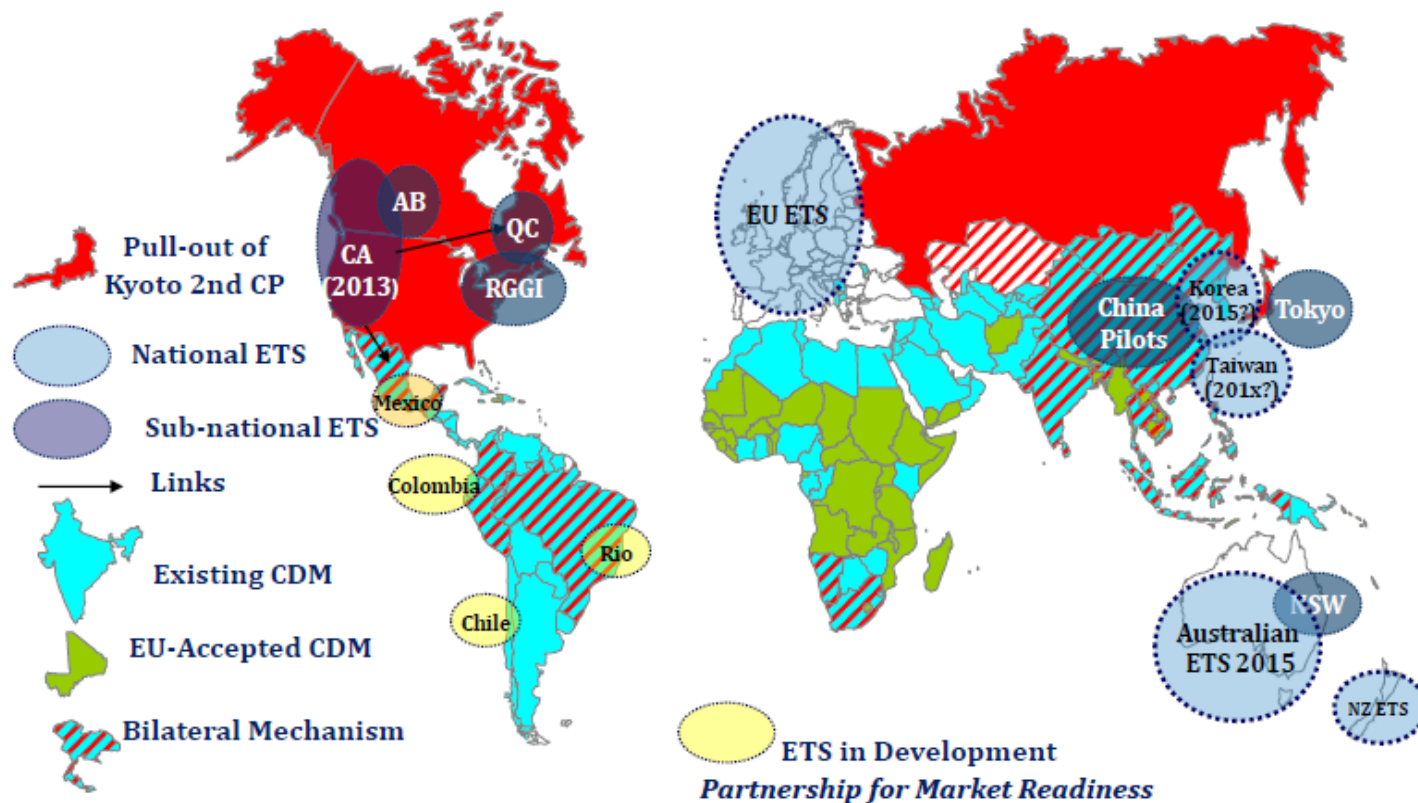 Pull-out of
Kyoto 2nd CP
National ETS
Sub-national ETS
Links
Existing CDM
EU-Accepted CDM
Bilateral Mechanism
AB
CA
(2013)
QC
RGGI
Mexico
Colombia
Rio
Chile
EU ETS
China
Pilots
Korea
(2015?)
Tokyo
Taiwan
(201x?)
NSW
Australian
ETS 2015
NZ ETS
ETS in Development
Partnership for Market Readiness